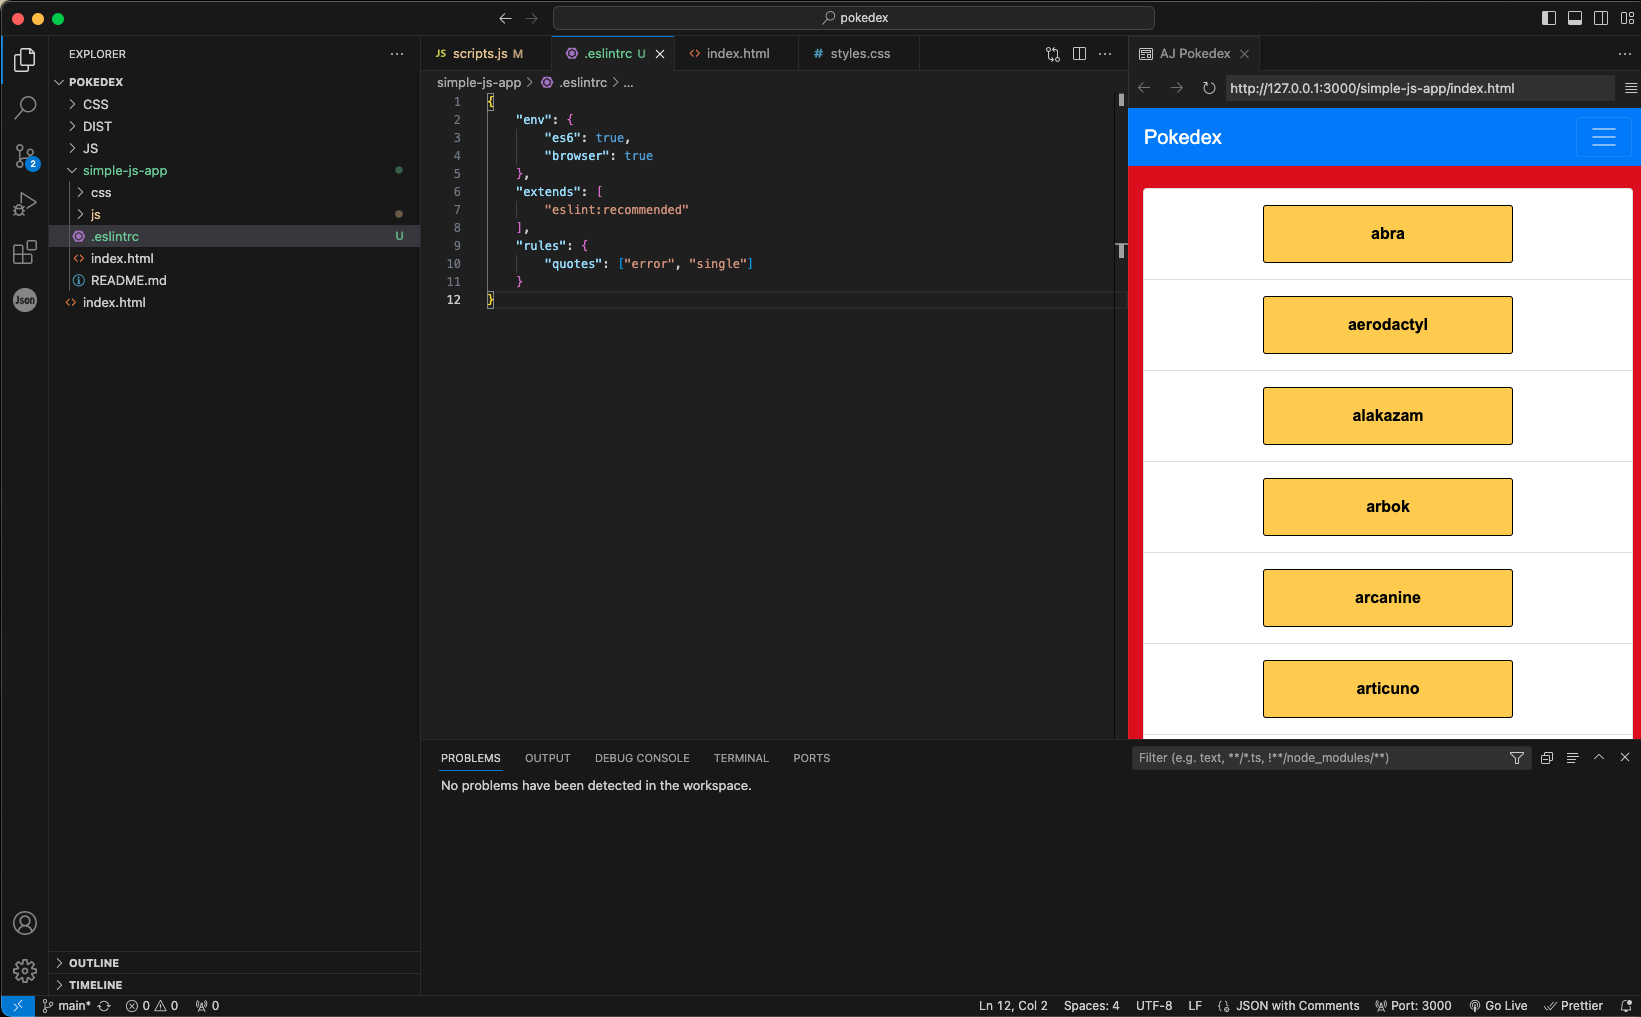 pokedex
EXPLORER
POKEDEX
CSS
DIST
JS
simple-js-app
css
js
.eslintrc U
index.html
README.md
index.html
OUTLINE
TIMELINE
JS scripts.js M
.eslintrc U
index.html
# styles.css
simple-js-app > .eslintrc > ...
1 {
2 "env": {
3 "es6": true,
4 "browser": true
5 },
6 "extends": [
7 "eslint:recommended"
8 ],
9 "rules": {
10 "quotes": ["error", "single"]
11 }
12 }
AJ Pokedex
http://127.0.0.1:3000/simple-js-app/index.html
Pokedex
abra
aerodactyl
alakazam
arbok
arcanine
articuno
PROBLEMS OUTPUT DEBUG CONSOLE TERMINAL PORTS
Filter (e.g. text, **/*.ts, !**/node_modules/**)
No problems have been detected in the workspace.
2
Json
main* 0 0 0
Ln 12, Col 2 Spaces: 4 UTF-8 LF {} JSON with Comments Port: 3000 Go Live Prettier